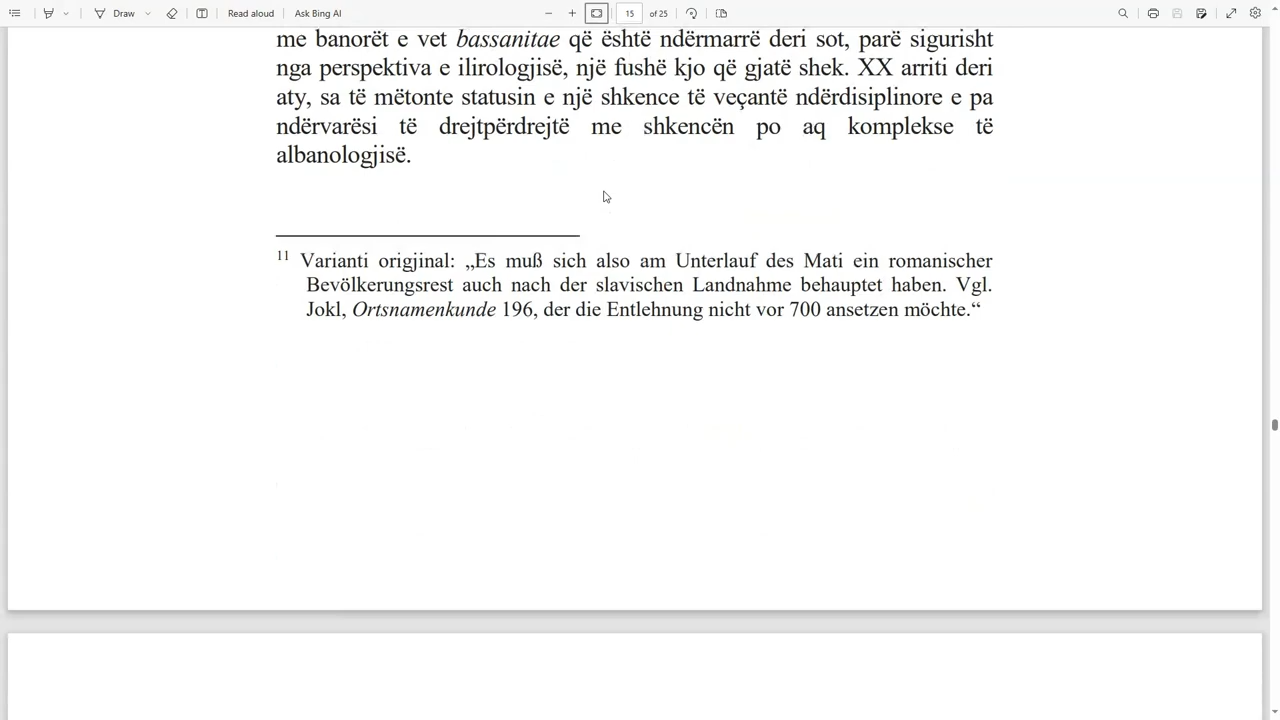 Draw
Read aloud
Ask Bing AI
15
of 25
me banorët e vet bassanitae që është ndërmarrë deri sot, parë sigurisht
nga perspektiva e ilirologjisë, një fushë kjo që gjatë shek. XX arriti deri
aty, sa të mëtonte statusin e një shkence të veçantë ndërdisiplinore e pa
ndërvarësi të drejtpërdrejtë me shkencën po aq komplekse të
albanologjisë.
11 Varianti origjinal: „Es muß sich also am Unterlauf des Mati ein romanischer
Bevölkerungsrest auch nach der slavischen Landnahme behauptet haben. Vgl.
Jokl, Ortsnamenkunde 196, der die Entlehnung nicht vor 700 ansetzen möchte.“